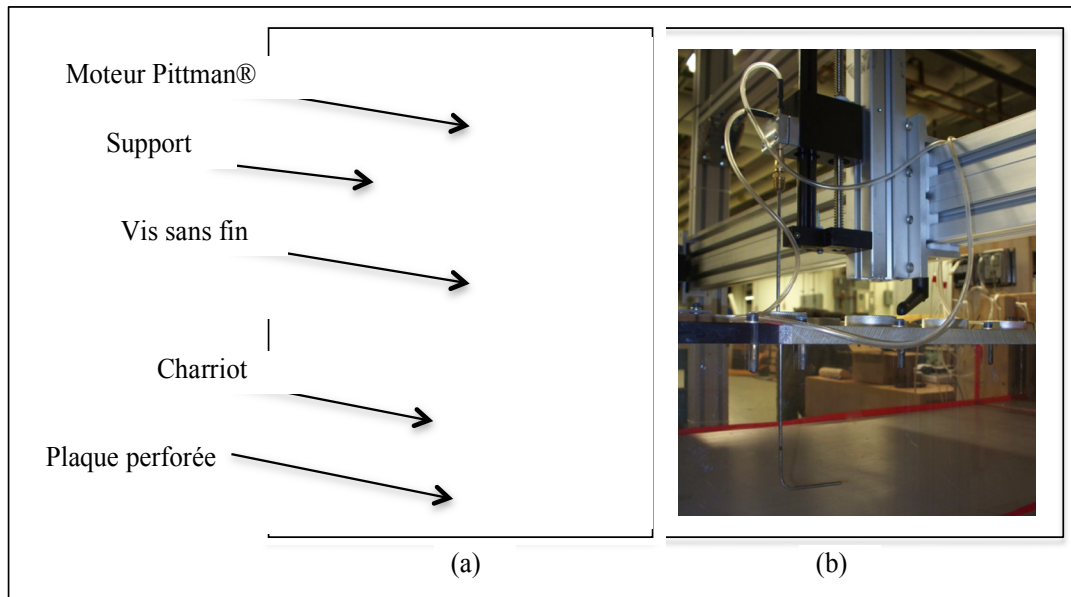 Moteur Pittman®
Support
Vis sans fin
Charriot
Plaque perforée
(a)
(b)